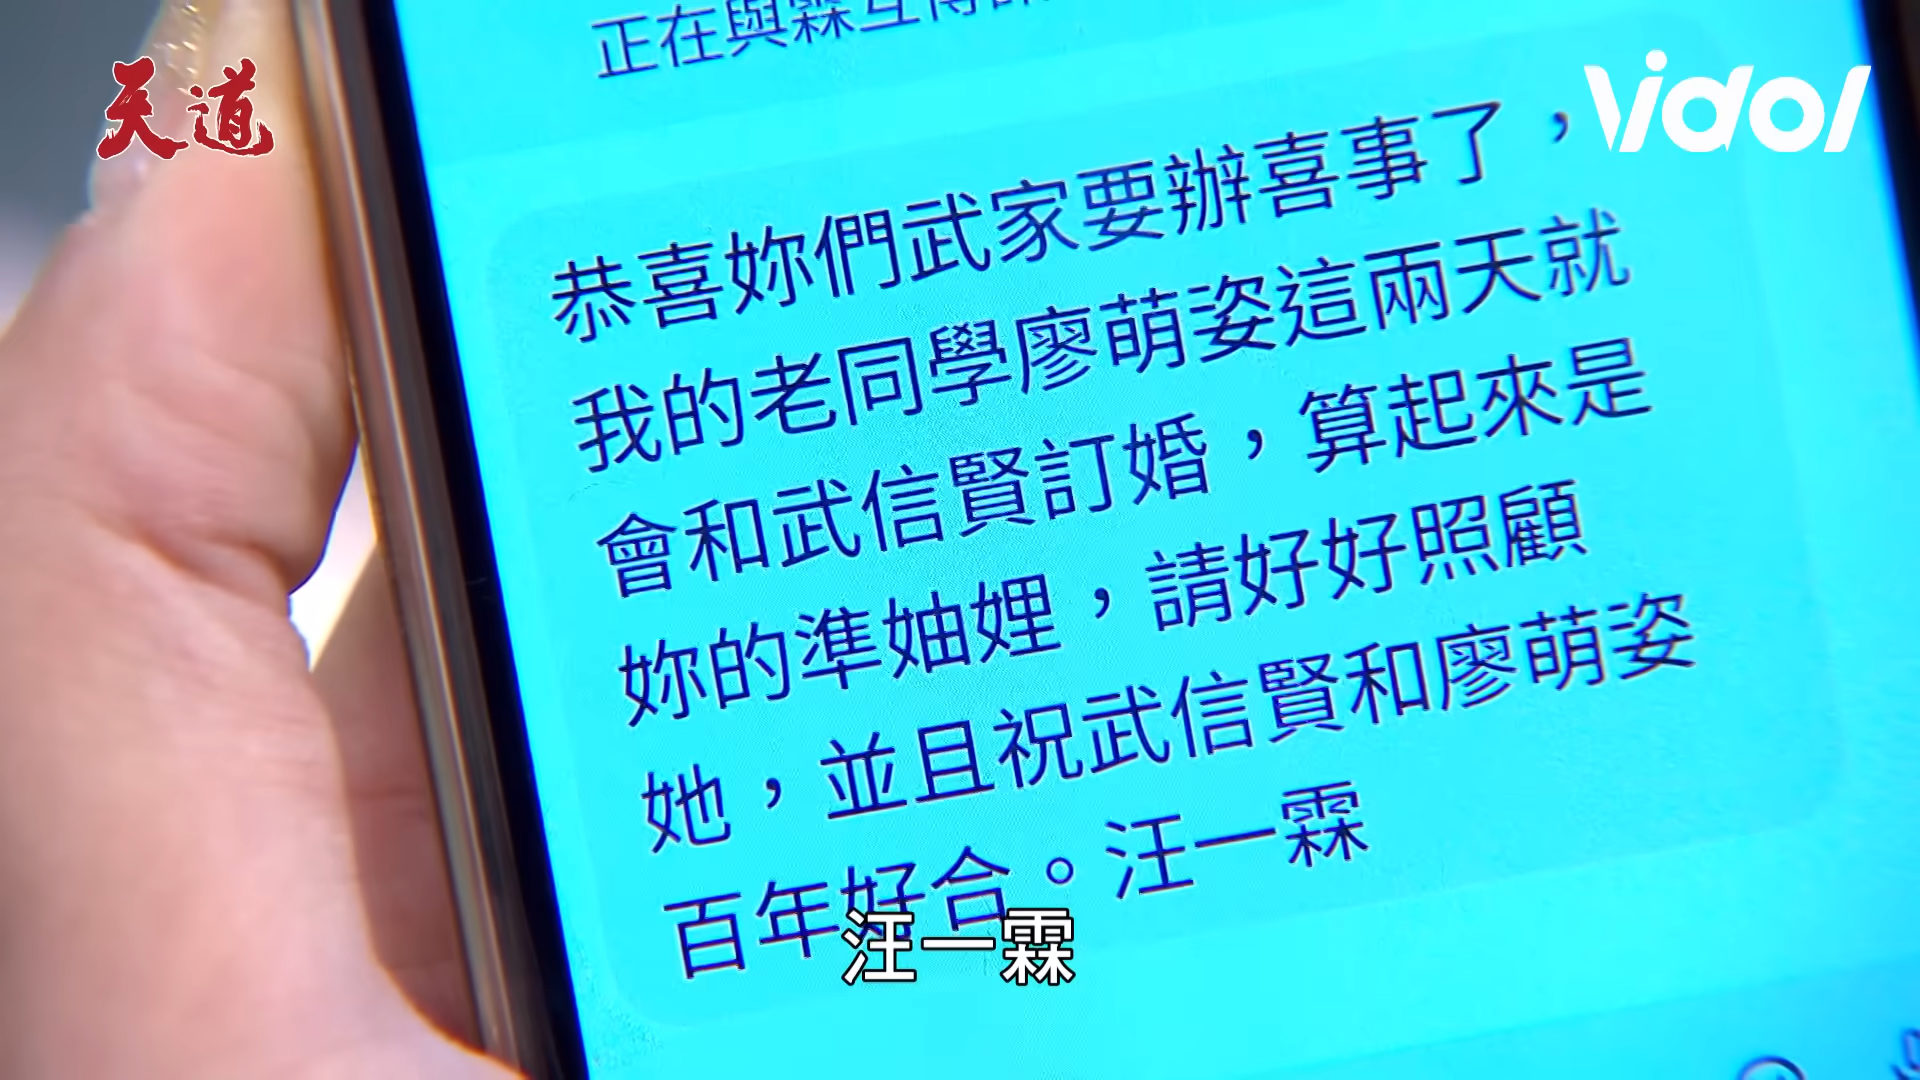 天道
Vidol
正在與霖互傳訊
恭喜妳們武家要辦喜事了，
我的老同學廖萌姿這兩天就
會和武信賢訂婚，算起來是
妳的準妯娌，請好好照顧
她，並且祝武信賢和廖萌姿
百年好合。汪一霖
汪一霖